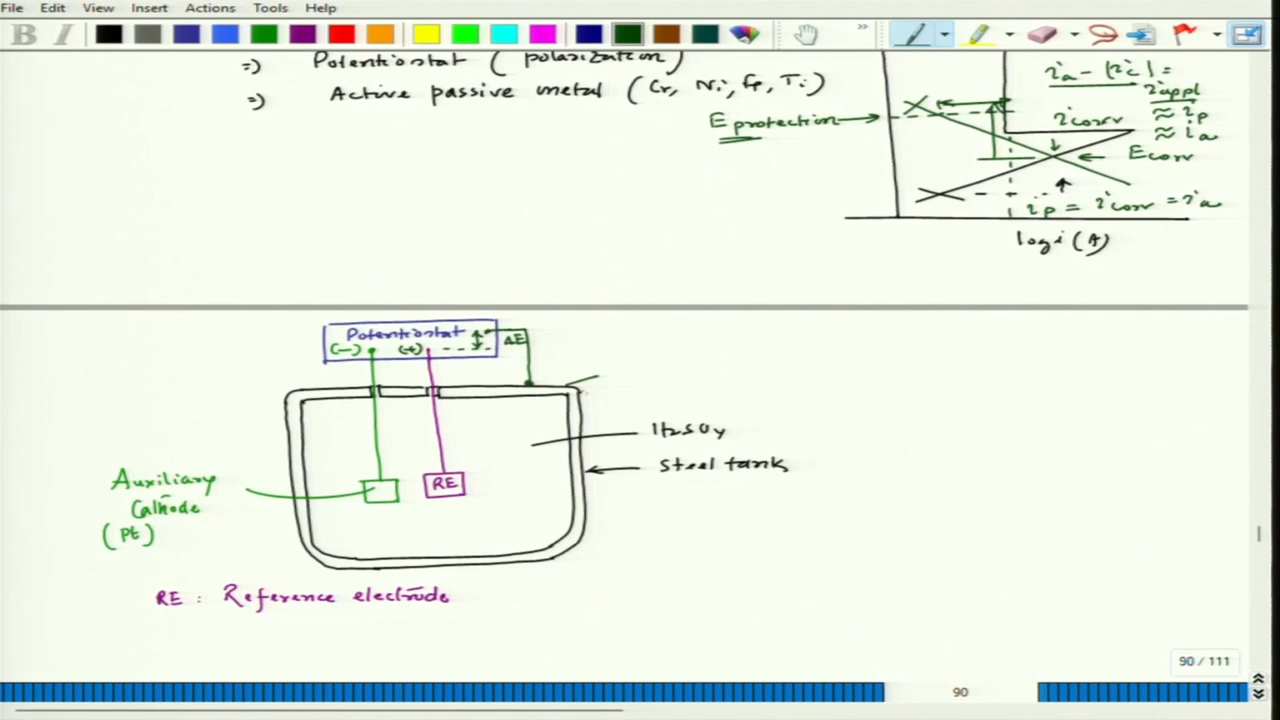 File Edit View Insert Actions Tools Help
B I
=) Potentiostat ( polarization)
=) Active passive metal ( Cr, Ni, Fe, Ti )
E protection
ia - |ic| =
iappl
≈ ip
≈ ia
icorr
Ecorr
ip = icorr = ia
log i (A)
Potentiostat
(-) (+) ΔE
H2SO4
Steel tank
RE
Auxiliary
Cathode
(Pt)
RE : Reference electrode
90 / 111
90